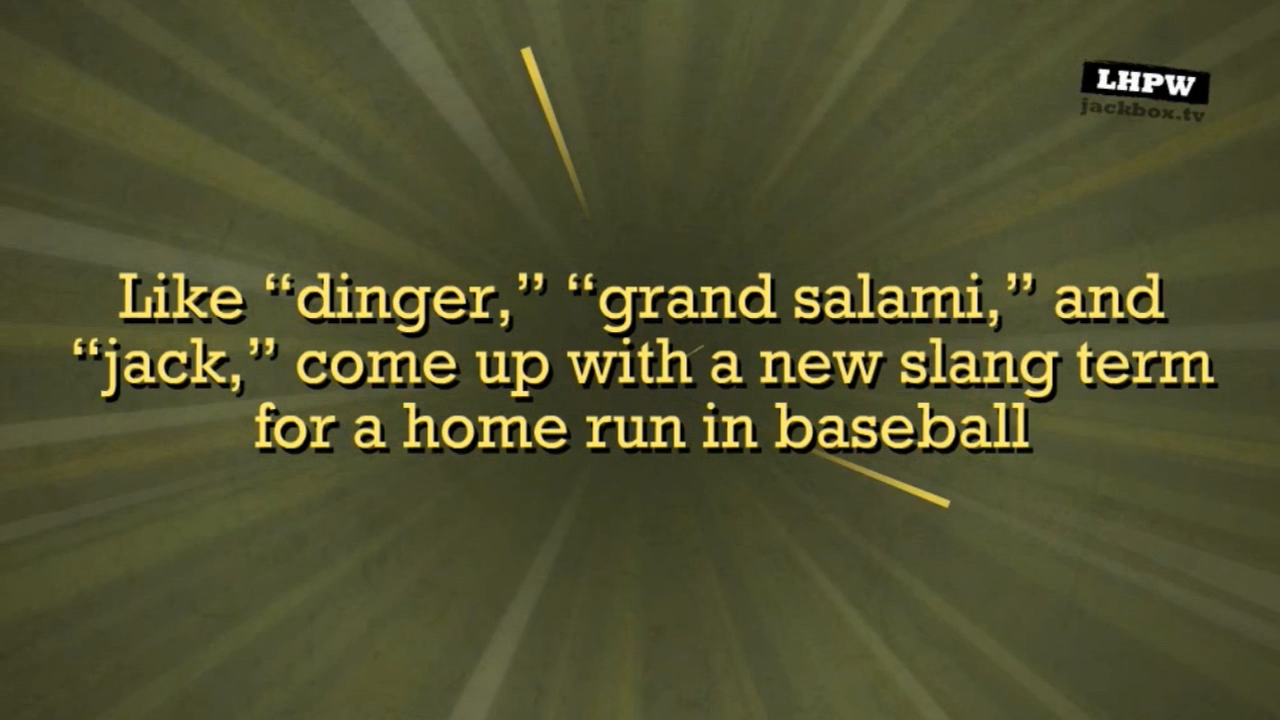 LHPW
jackbox.tv
Like “dinger,” “grand salami,” and
“jack,” come up with a new slang term
for a home run in baseball